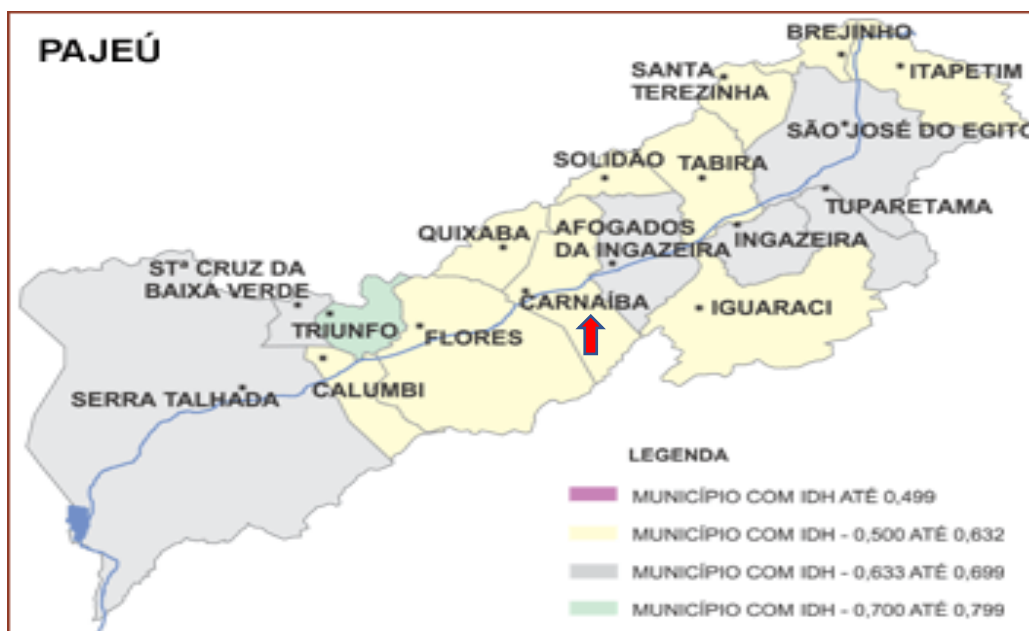 PAJEÚ
BREJINHO
ITAPETIM
SANTA
TEREZINHA
SÃO JOSÉ DO EGITO
SOLIDÃO
TABIRA
TUPARETAMA
QUIXABA
AFOGADOS
DA INGAZEIRA
INGAZEIRA
STª CRUZ DA
BAIXA VERDE
CARNAÍBA
IGUARACI
TRIUNFO
FLORES
CALUMBI
SERRA TALHADA
LEGENDA
MUNICÍPIO COM IDH ATÉ 0,499
MUNICÍPIO COM IDH - 0,500 ATÉ 0,632
MUNICÍPIO COM IDH - 0,633 ATÉ 0,699
MUNICÍPIO COM IDH - 0,700 ATÉ 0,799